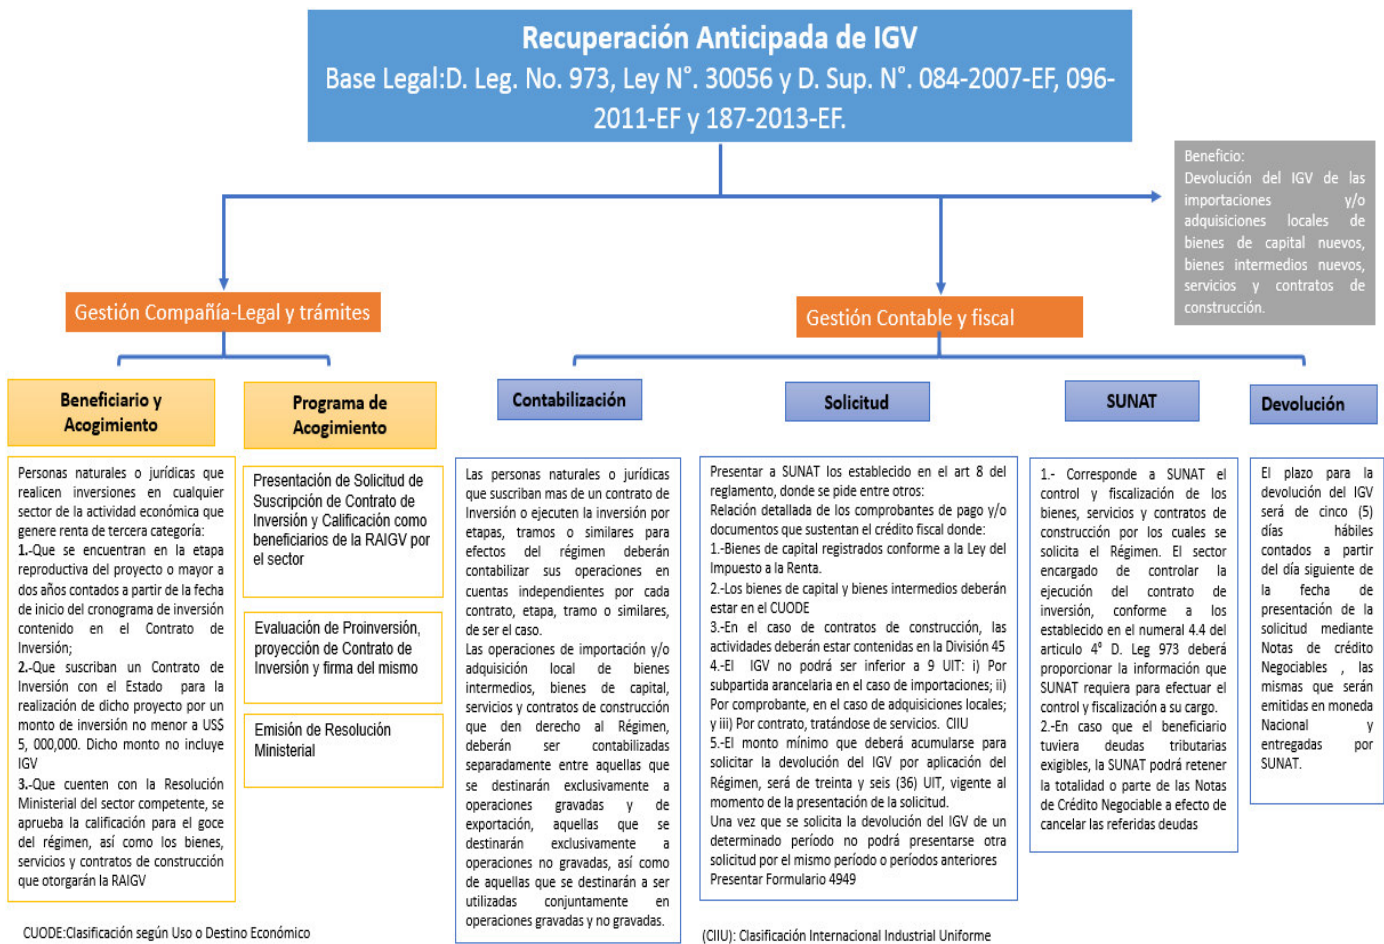 Recuperación Anticipada de IGV
Base Legal:D. Leg. No. 973, Ley N°. 30056 y D. Sup. N°. 084-2007-EF, 096-
2011-EF y 187-2013-EF.
Beneficio:
Devolución del IGV de las
importaciones y/o
adquisiciones locales de
bienes de capital nuevos,
bienes intermedios nuevos,
servicios y contratos de
construcción.
Gestión Compañía-Legal y trámites
Gestión Contable y fiscal
Beneficiario y
Acogimiento
Personas naturales o jurídicas que
realicen inversiones en cualquier
sector de la actividad económica que
genere renta de tercera categoría:
1.-Que se encuentran en la etapa
reproductiva del proyecto o mayor a
dos años contados a partir de la fecha
de inicio del cronograma de inversión
contenido en el Contrato de
Inversión;
2.-Que suscriban un Contrato de
Inversión con el Estado para la
realización de dicho proyecto por un
monto de inversión no menor a US$
5, 000,000. Dicho monto no incluye
IGV
3.-Que cuenten con la Resolución
Ministerial del sector competente, se
aprueba la calificación para el goce
del régimen, así como los bienes,
servicios y contratos de construcción
que otorgarán la RAIGV
Programa de
Acogimiento
Presentación de Solicitud de
Suscripción de Contrato de
Inversión y Calificación como
beneficiarios de la RAIGV por
el sector
Evaluación de Proinversión,
proyección de Contrato de
Inversión y firma del mismo
Emisión de Resolución
Ministerial
Contabilización
Las personas naturales o jurídicas
que suscriban mas de un contrato de
Inversión o ejecuten la inversión por
etapas, tramos o similares para
efectos del régimen deberán
contabilizar sus operaciones en
cuentas independientes por cada
contrato, etapa, tramo o similares,
de ser el caso.
Las operaciones de importación y/o
adquisición local de bienes
intermedios, bienes de capital,
servicios y contratos de construcción
que den derecho al Régimen,
deberán ser contabilizadas
separadamente entre aquellas que
se destinarán exclusivamente a
operaciones gravadas y de
exportación, aquellas que se
destinarán exclusivamente a
operaciones no gravadas, así como
de aquellas que se destinarán a ser
utilizadas conjuntamente en
operaciones gravadas y no gravadas.
Solicitud
Presentar a SUNAT los establecido en el art 8 del
reglamento, donde se pide entre otros:
Relación detallada de los comprobantes de pago y/o
documentos que sustentan el crédito fiscal donde:
1.-Bienes de capital registrados conforme a la Ley del
Impuesto a la Renta.
2.-Los bienes de capital y bienes intermedios deberán
estar en el CUODE
3.-En el caso de contratos de construcción, las
actividades deberán estar contenidas en la División 45
4.-El IGV no podrá ser inferior a 9 UIT: i) Por
subpartida arancelaria en el caso de importaciones; ii)
Por comprobante, en el caso de adquisiciones locales;
y iii) Por contrato, tratándose de servicios. CIIU
5.-El monto mínimo que deberá acumularse para
solicitar la devolución del IGV por aplicación del
Régimen, será de treinta y seis (36) UIT, vigente al
momento de la presentación de la solicitud.
Una vez que se solicita la devolución del IGV de un
determinado período no podrá presentarse otra
solicitud por el mismo período o períodos anteriores
Presentar Formulario 4949
SUNAT
1.- Corresponde a SUNAT el
control y fiscalización de los
bienes, servicios y contratos de
construcción por los cuales se
solicita el Régimen. El sector
encargado de controlar la
ejecución del contrato de
inversión, conforme a los
establecido en el numeral 4.4 del
articulo 4° D. Leg 973 deberá
proporcionar la información que
SUNAT requiera para efectuar el
control y fiscalización a su cargo.
2.-En caso que el beneficiario
tuviera deudas tributarias
exigibles, la SUNAT podrá retener
la totalidad o parte de las Notas
de Crédito Negociable a efecto de
cancelar las referidas deudas
Devolución
El plazo para la
devolución del IGV
será de cinco (5)
días hábiles
contados a partir
del día siguiente de
la fecha de
presentación de la
solicitud mediante
Notas de crédito
Negociables , las
mismas que serán
emitidas en moneda
Nacional y
entregadas por
SUNAT.
CUODE:Clasificación según Uso o Destino Económico
(CIIU): Clasificación Internacional Industrial Uniforme